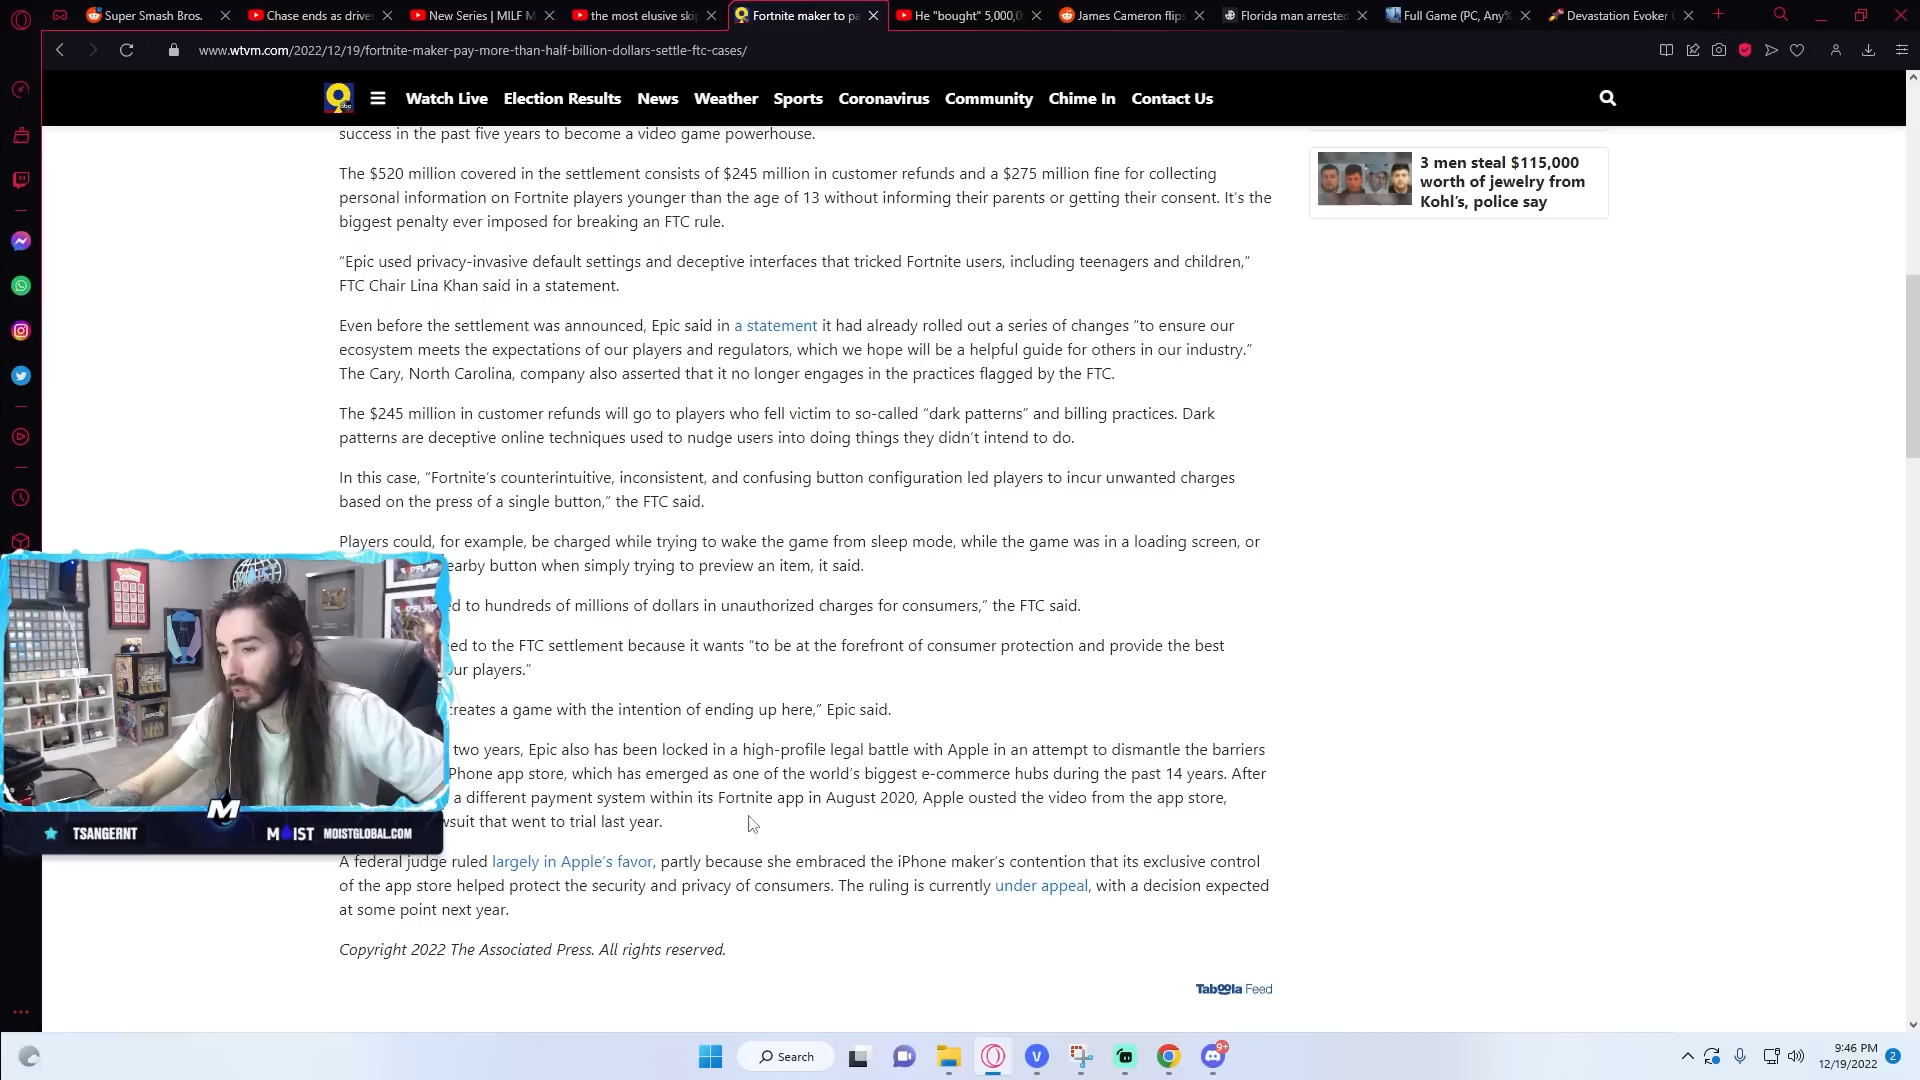 Super Smash Bros.
Chase ends as drive
New Series | MILF M
the most elusive ski
Fortnite maker to pa
He "bought" 5,000,0
James Cameron flips
Florida man arrested
Full Game (PC, Any%
Devastation Evoker
www.wtvm.com/2022/12/19/fortnite-maker-pay-more-than-half-billion-dollars-settle-ftc-cases/
9 abc Watch Live Election Results News Weather Sports Coronavirus Community Chime In Contact Us
success in the past five years to become a video game powerhouse.
The $520 million covered in the settlement consists of $245 million in customer refunds and a $275 million fine for collecting
personal information on Fortnite players younger than the age of 13 without informing their parents or getting their consent. It's the
biggest penalty ever imposed for breaking an FTC rule.
“Epic used privacy-invasive default settings and deceptive interfaces that tricked Fortnite users, including teenagers and children,”
FTC Chair Lina Khan said in a statement.
Even before the settlement was announced, Epic said in a statement it had already rolled out a series of changes “to ensure our
ecosystem meets the expectations of our players and regulators, which we hope will be a helpful guide for others in our industry.”
The Cary, North Carolina, company also asserted that it no longer engages in the practices flagged by the FTC.
The $245 million in customer refunds will go to players who fell victim to so-called “dark patterns” and billing practices. Dark
patterns are deceptive online techniques used to nudge users into doing things they didn’t intend to do.
In this case, “Fortnite’s counterintuitive, inconsistent, and confusing button configuration led players to incur unwanted charges
based on the press of a single button,” the FTC said.
Players could, for example, be charged while trying to wake the game from sleep mode, while the game was in a loading screen, or
earby button when simply trying to preview an item, it said.
ed to hundreds of millions of dollars in unauthorized charges for consumers,” the FTC said.
eed to the FTC settlement because it wants “to be at the forefront of consumer protection and provide the best
our players.”
creates a game with the intention of ending up here,” Epic said.
two years, Epic also has been locked in a high-profile legal battle with Apple in an attempt to dismantle the barriers
Phone app store, which has emerged as one of the world’s biggest e-commerce hubs during the past 14 years. After
a different payment system within its Fortnite app in August 2020, Apple ousted the video from the app store,
wsuit that went to trial last year.
A federal judge ruled largely in Apple’s favor, partly because she embraced the iPhone maker’s contention that its exclusive control
of the app store helped protect the security and privacy of consumers. The ruling is currently under appeal, with a decision expected
at some point next year.
Copyright 2022 The Associated Press. All rights reserved.
Taboola Feed
3 men steal $115,000
worth of jewelry from
Kohl’s, police say
M
TSANGERNT
MOIST MOISTGLOBAL.COM
Search
9+
9:46 PM
12/19/2022
2